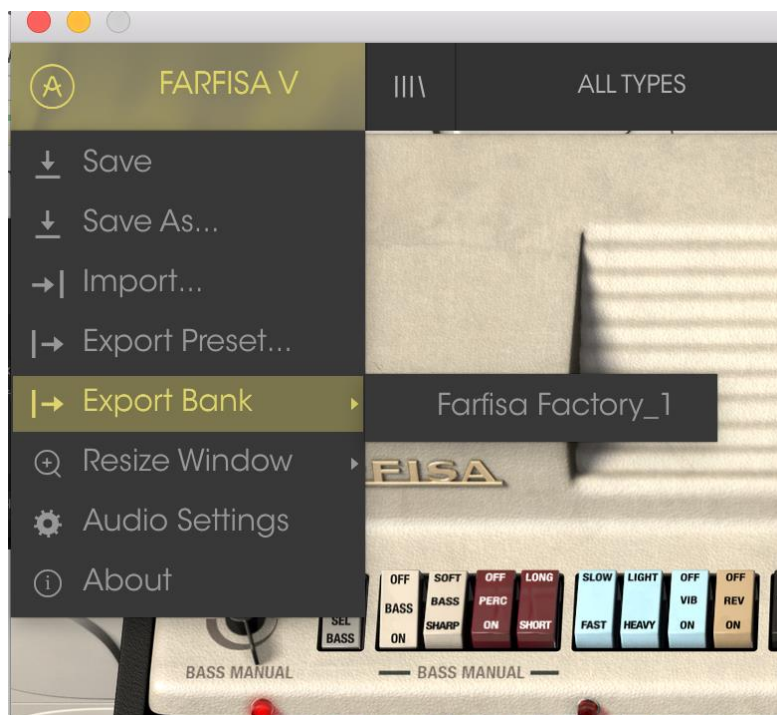 FARFISA V
ALL TYPES
Save
Save As...
Import...
Export Preset...
Export Bank
Farfisa Factory_1
Resize Window
FISA
Audio Settings
About
SEL
BASS
OFF
BASS
ON
SOFT
BASS
SHARP
OFF
PERC
ON
LONG
SHORT
SLOW
FAST
LIGHT
HEAVY
OFF
VIB
ON
OFF
REV
ON
BASS MANUAL
BASS MANUAL